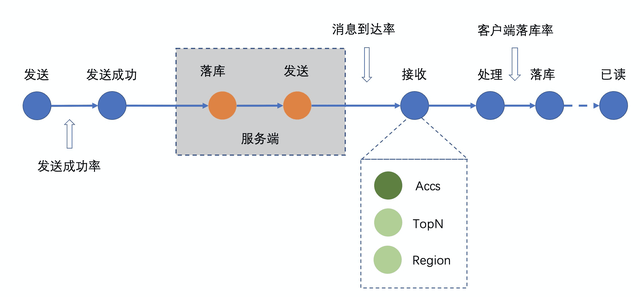 消息到达率
客户端落库率
发送
发送成功
落库
发送
接收
处理
落库
已读
服务端
发送成功率
Accs
TopN
Region